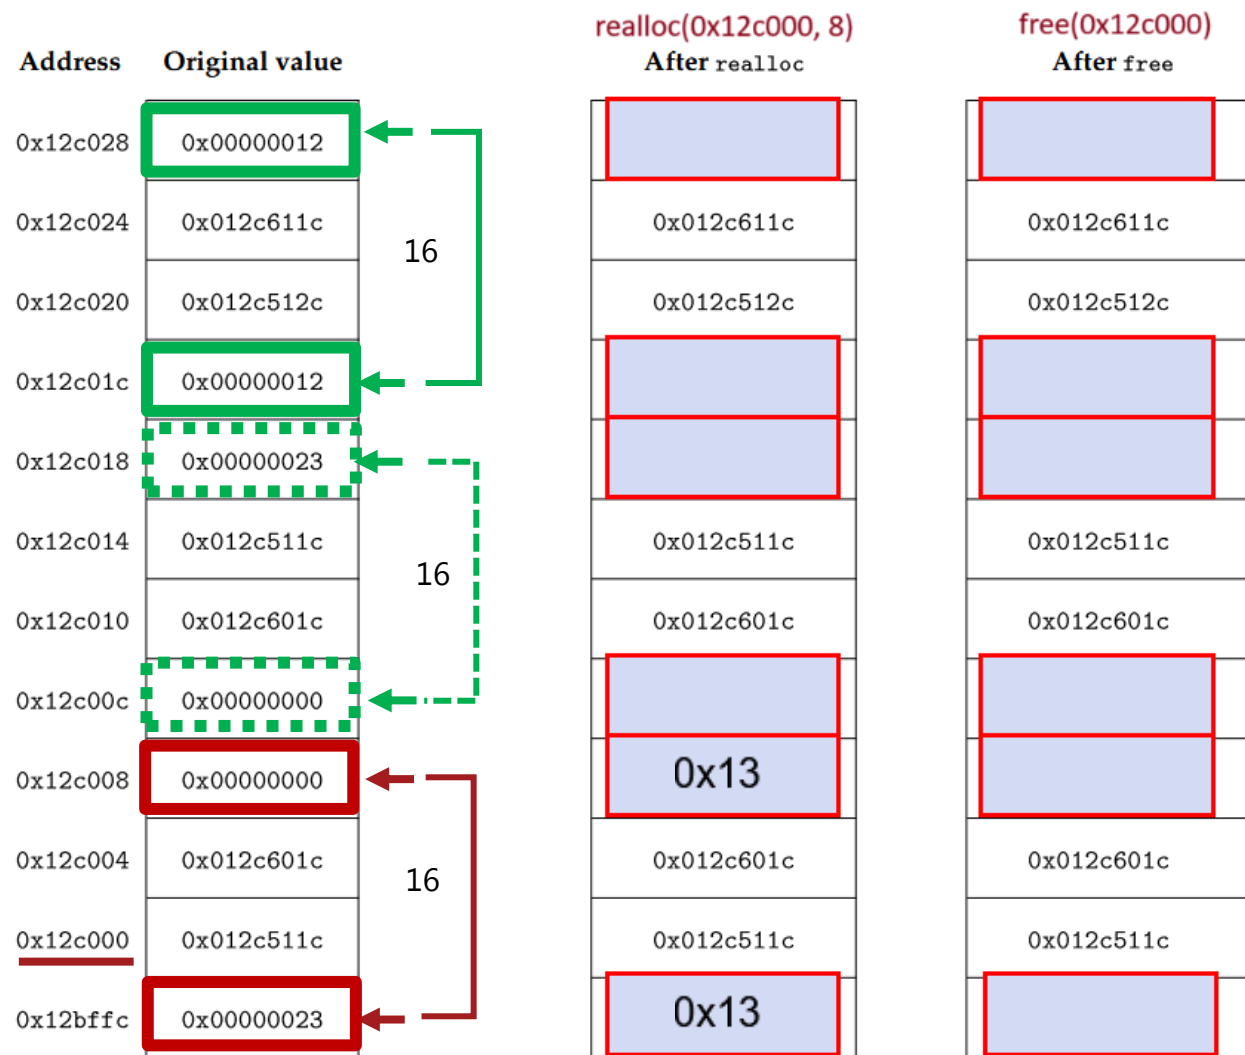 realloc(0x12c000, 8) free(0x12c000)
Address Original value After realloc After free
0x12c028 0x00000012
0x12c024 0x012c611c 0x012c611c 0x012c611c
16
0x12c020 0x012c512c 0x012c512c 0x012c512c
0x12c01c 0x00000012
0x12c018 0x00000023
0x12c014 0x012c511c 0x012c511c 0x012c511c
16
0x12c010 0x012c601c 0x012c601c 0x012c601c
0x12c00c 0x00000000
0x12c008 0x00000000 0x13
0x12c004 0x012c601c 0x012c601c 0x012c601c
16
0x12c000 0x012c511c 0x012c511c 0x012c511c
0x12bffc 0x00000023 0x13